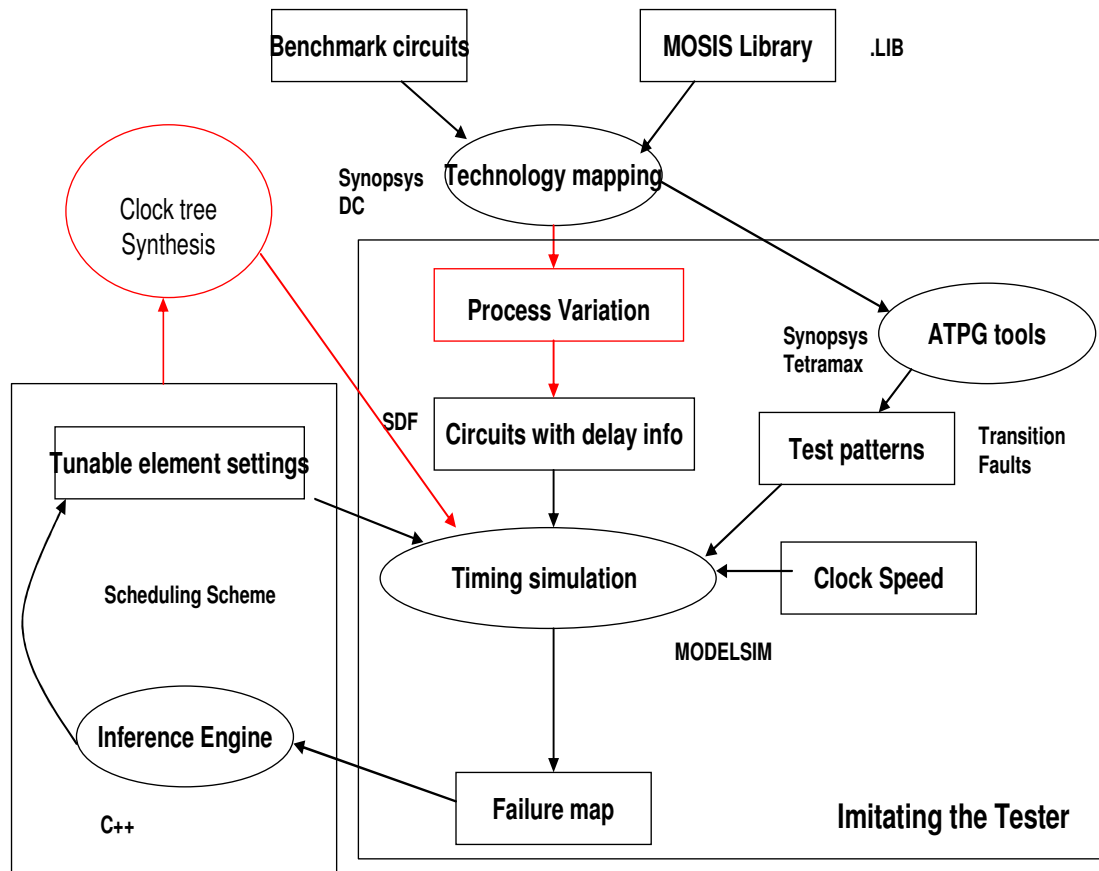 Benchmark circuits
MOSIS Library
.LIB
Technology mapping
Synopsys
DC
Clock tree
Synthesis
Process Variation
Synopsys
Tetramax
ATPG tools
SDF
Circuits with delay info
Test patterns
Transition
Faults
Tunable element settings
Timing simulation
Clock Speed
Scheduling Scheme
MODELSIM
Inference Engine
Failure map
Imitating the Tester
C++